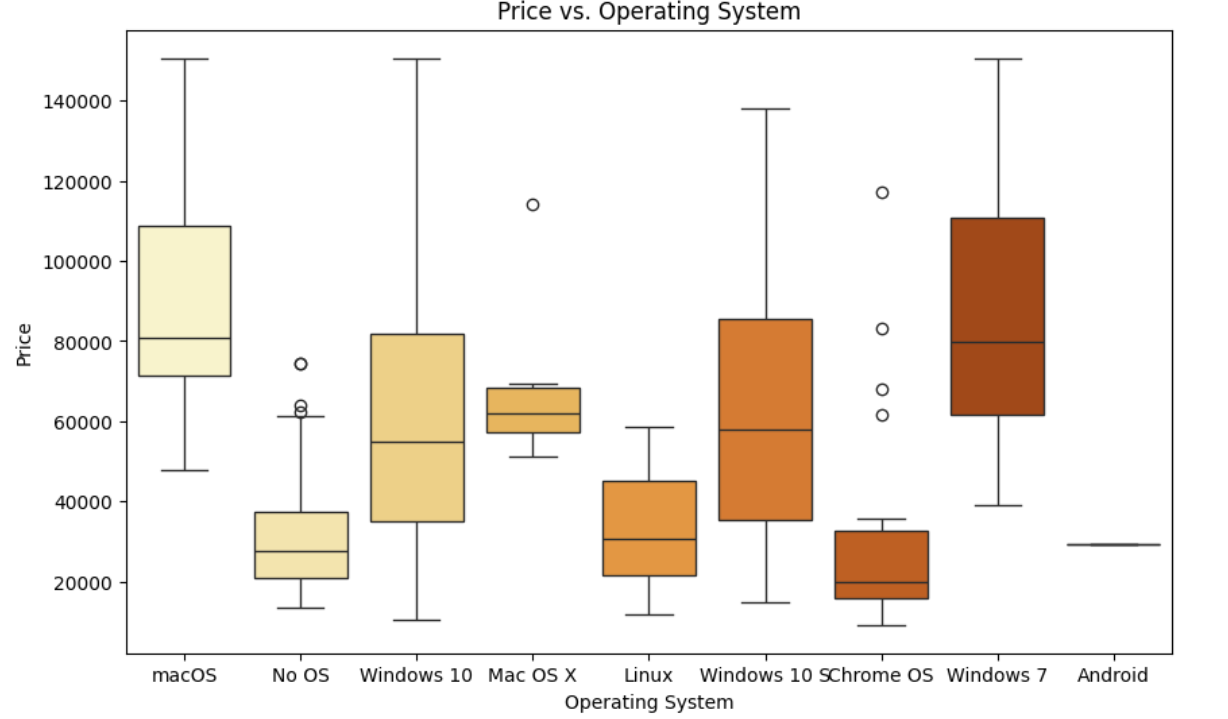 Price vs. Operating System
Price
140000
120000
100000
80000
60000
40000
20000
macOS No OS Windows 10 Mac OS X Linux Windows 10 S Chrome OS Windows 7 Android
Operating System